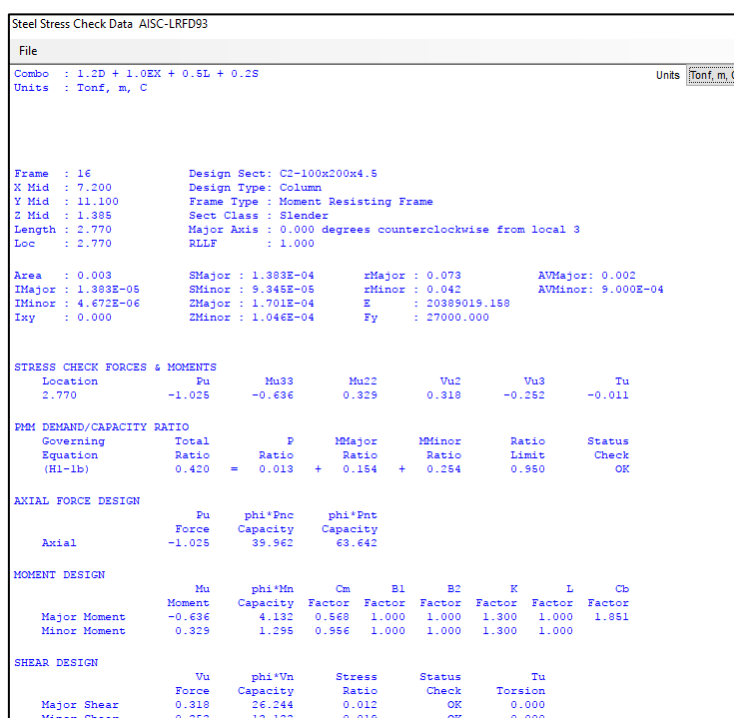 Steel Stress Check Data AISC-LRFD93
File
Combo : 1.2D + 1.0EX + 0.5L + 0.2S
Units : Tonf, m, C
Units Tonf, m, C
Frame : 16 Design Sect: C2-100x200x4.5
X Mid : 7.200 Design Type: Column
Y Mid : 11.100 Frame Type : Moment Resisting Frame
Z Mid : 1.385 Sect Class : Slender
Length : 2.770 Major Axis : 0.000 degrees counterclockwise from local 3
Loc : 2.770 RLLF : 1.000
Area : 0.003 SMajor : 1.383E-04 rMajor : 0.073 AVMajor: 0.002
IMajor : 1.383E-05 SMinor : 9.345E-05 rMinor : 0.042 AVMinor: 9.000E-04
IMinor : 4.672E-06 ZMajor : 1.701E-04 E : 20389019.158
Ixy : 0.000 ZMinor : 1.046E-04 Fy : 27000.000
STRESS CHECK FORCES & MOMENTS
Location Pu Mu33 Mu22 Vu2 Vu3 Tu
2.770 -1.025 -0.636 0.329 0.318 -0.252 -0.011
PMM DEMAND/CAPACITY RATIO
Governing Total P MMajor MMinor Ratio Status
Equation Ratio Ratio Ratio Ratio Limit Check
(H1-1b) 0.420 = 0.013 + 0.154 + 0.254 0.950 OK
AXIAL FORCE DESIGN
Pu phi*Pnc phi*Pnt
Force Capacity Capacity
Axial -1.025 39.962 63.642
MOMENT DESIGN
Mu phi*Mn Cm B1 B2 K L Cb
Moment Capacity Factor Factor Factor Factor Factor Factor
Major Moment -0.636 4.132 0.568 1.000 1.000 1.300 1.000 1.851
Minor Moment 0.329 1.295 0.956 1.000 1.000 1.300 1.000
SHEAR DESIGN
Vu phi*Vn Stress Status Tu
Force Capacity Ratio Check Torsion
Major Shear 0.318 26.244 0.012 OK 0.000
Minor Shear 0.252 13.122 0.019 OK 0.000